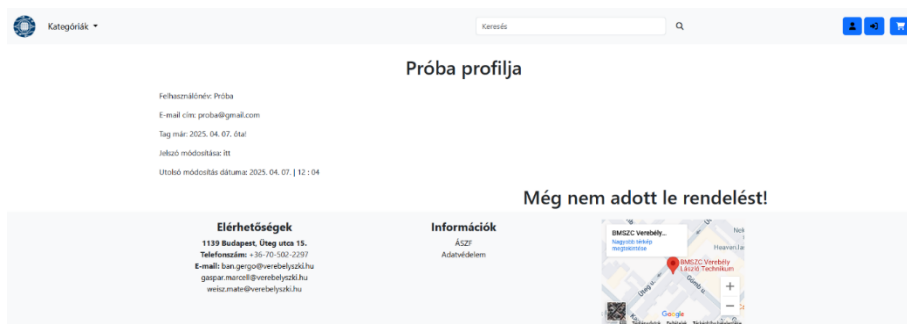 Kategóriák
Keresés
Próba profilja
Felhasználónév: Próba
E-mail cím: proba@gmail.com
Tag már: 2025. 04. 07. óta!
Jelszó módosítása: itt
Utolsó módosítás dátuma: 2025. 04. 07. | 12 : 04
Még nem adott le rendelést!
Elérhetőségek
1139 Budapest, Üteg utca 15.
Telefonszám: +36-70-502-2297
E-mail: ban.gergo@verebelyszki.hu
gaspar.marcell@verebelyszki.hu
weisz.mate@verebelyszki.hu
Információk
ÁSZF
Adatvédelem
BMSZC Verebély...
Nagyobb térkép
megtekintése
BMSZC Verebély
László Technikum
Üteg u.
Gömb u.
Google